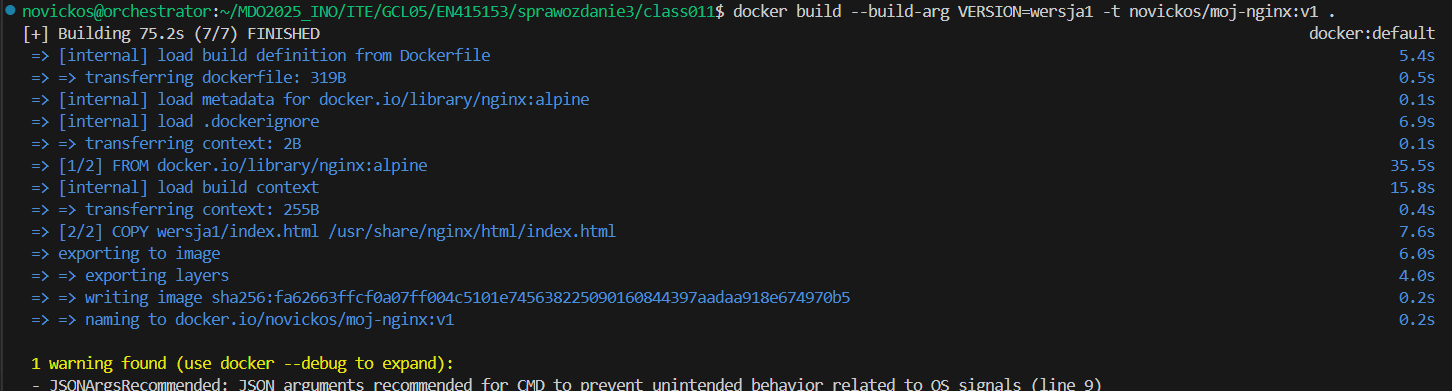 novickos@orchestrator:~/MDO2025_INO/ITE/GCL05/EN415153/sprawozdanie3/class011$ docker build --build-arg VERSION=wersja1 -t novickos/moj-nginx:v1 .
[+] Building 75.2s (7/7) FINISHED docker:default
=> [internal] load build definition from Dockerfile 5.4s
=> => transferring dockerfile: 319B 0.5s
=> [internal] load metadata for docker.io/library/nginx:alpine 0.1s
=> [internal] load .dockerignore 6.9s
=> => transferring context: 2B 0.1s
=> [1/2] FROM docker.io/library/nginx:alpine 35.5s
=> [internal] load build context 15.8s
=> => transferring context: 255B 0.4s
=> [2/2] COPY wersja1/index.html /usr/share/nginx/html/index.html 7.6s
=> exporting to image 6.0s
=> => exporting layers 4.0s
=> => writing image sha256:fa62663ffcf0a07ff004c5101e745638225090160844397aadaa918e674970b5 0.2s
=> => naming to docker.io/novickos/moj-nginx:v1 0.2s
1 warning found (use docker --debug to expand):
- JSONArgsRecommended: JSON arguments recommended for CMD to prevent unintended behavior related to OS signals (line 9)